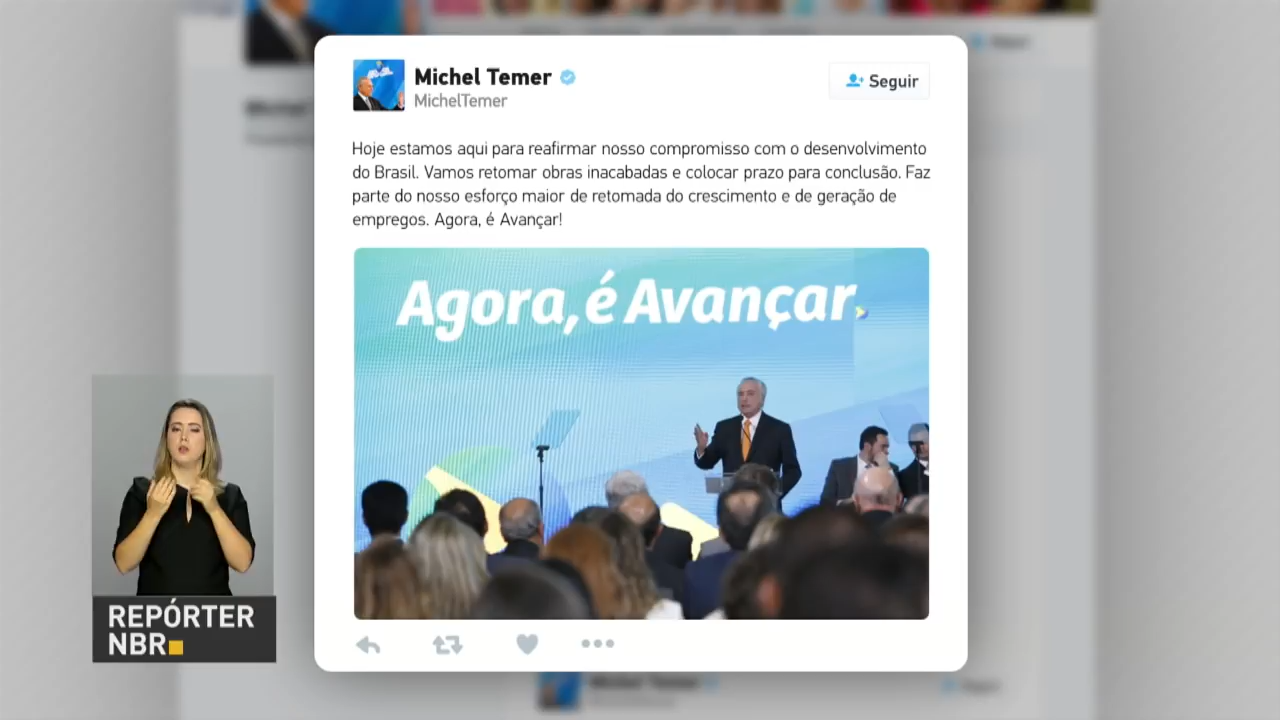 Michel Temer
MichelTemer
Seguir
Hoje estamos aqui para reafirmar nosso compromisso com o desenvolvimento
do Brasil. Vamos retomar obras inacabadas e colocar prazo para conclusão. Faz
parte do nosso esforço maior de retomada do crescimento e de geração de
empregos. Agora, é Avançar!
Agora, é Avançar.
REPÓRTER
NBR